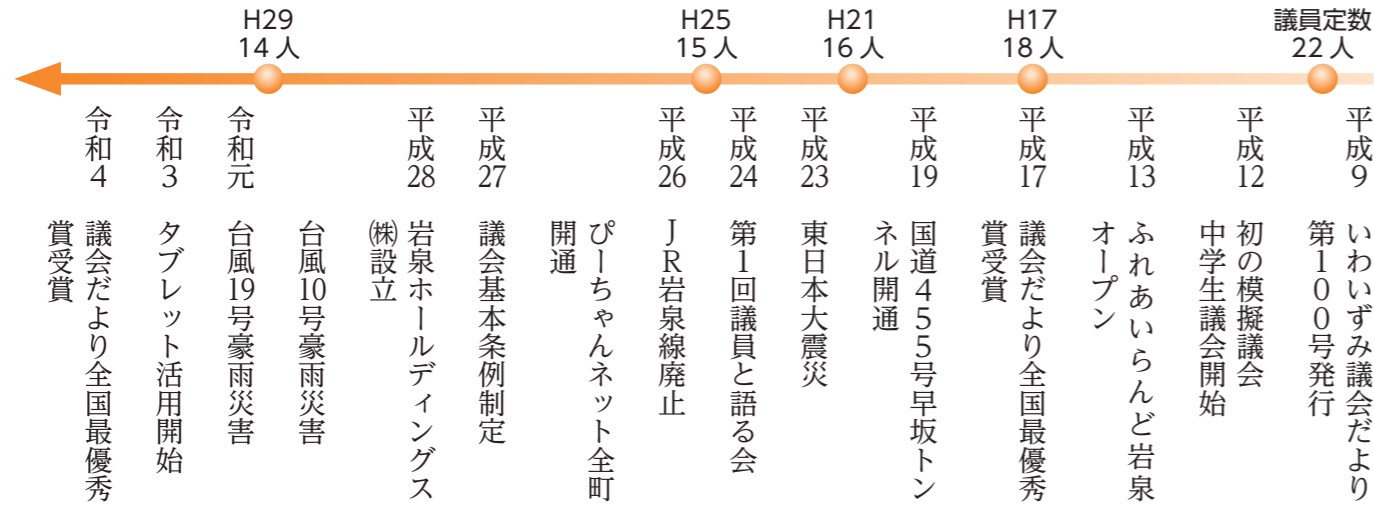 議員定数
22人
H17
18人
H21
16人
H25
15人
H29
14人
平成9
いわいずみ議会だより
第100号発行
平成12
初の模擬議会
中学生議会開始
平成13
ふれあいらんど岩泉
オープン
平成17
議会だより全国最優秀
賞受賞
平成19
国道455号早坂トン
ネル開通
平成23
東日本大震災
平成24
第1回議員と語る会
平成26
JR岩泉線廃止
ぴーちゃんネット全町
開通
平成27
議会基本条例制定
平成28
岩泉ホールディングス
㈱設立
台風10号豪雨災害
令和元
台風19号豪雨災害
令和3
タブレット活用開始
令和4
議会だより全国最優秀
賞受賞